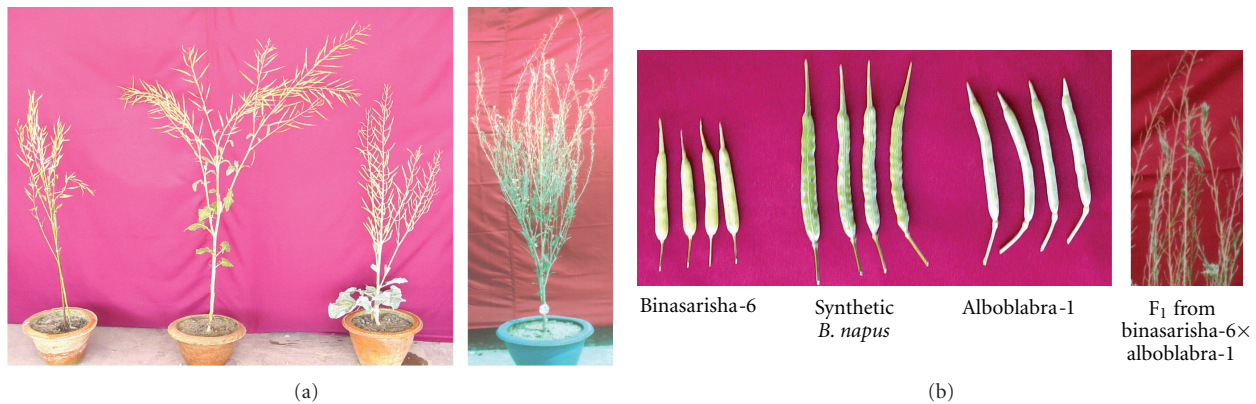 Binasarisha-6
Synthetic
B. napus
Alboblabra-1
F₁ from
binasarisha-6×
alboblabra-1
(a)
(b)